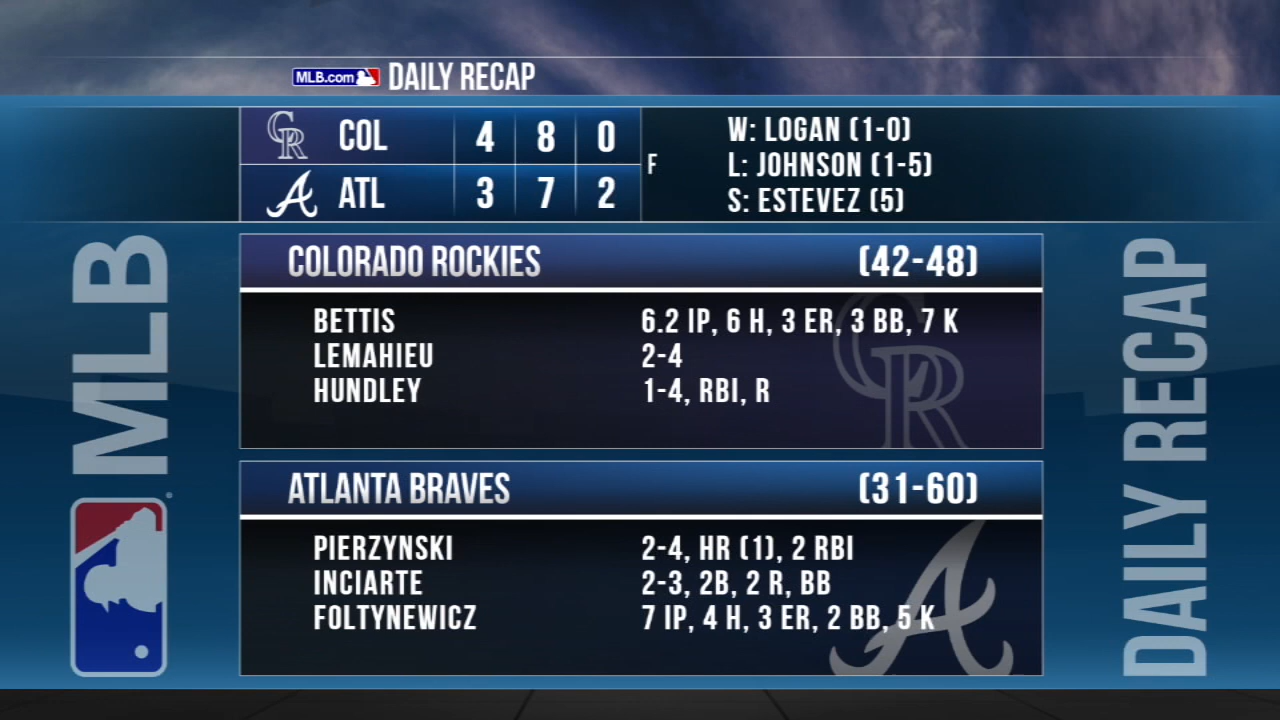 MLB.com DAILY RECAP
COL 4 8 0
ATL 3 7 2
F
W: LOGAN (1-0)
L: JOHNSON (1-5)
S: ESTEVEZ (5)
MLB
COLORADO ROCKIES (42-48)
BETTIS 6.2 IP, 6 H, 3 ER, 3 BB, 7 K
LEMAHIEU 2-4
HUNDLEY 1-4, RBI, R
ATLANTA BRAVES (31-60)
PIERZYNSKI 2-4, HR (1), 2 RBI
INCIARTE 2-3, 2B, 2 R, BB
FOLTYNEWICZ 7 IP, 4 H, 3 ER, 2 BB, 5 K
DAILY RECAP